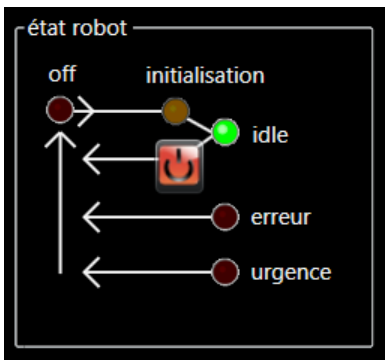 état robot
off initialisation
idle
erreur
urgence